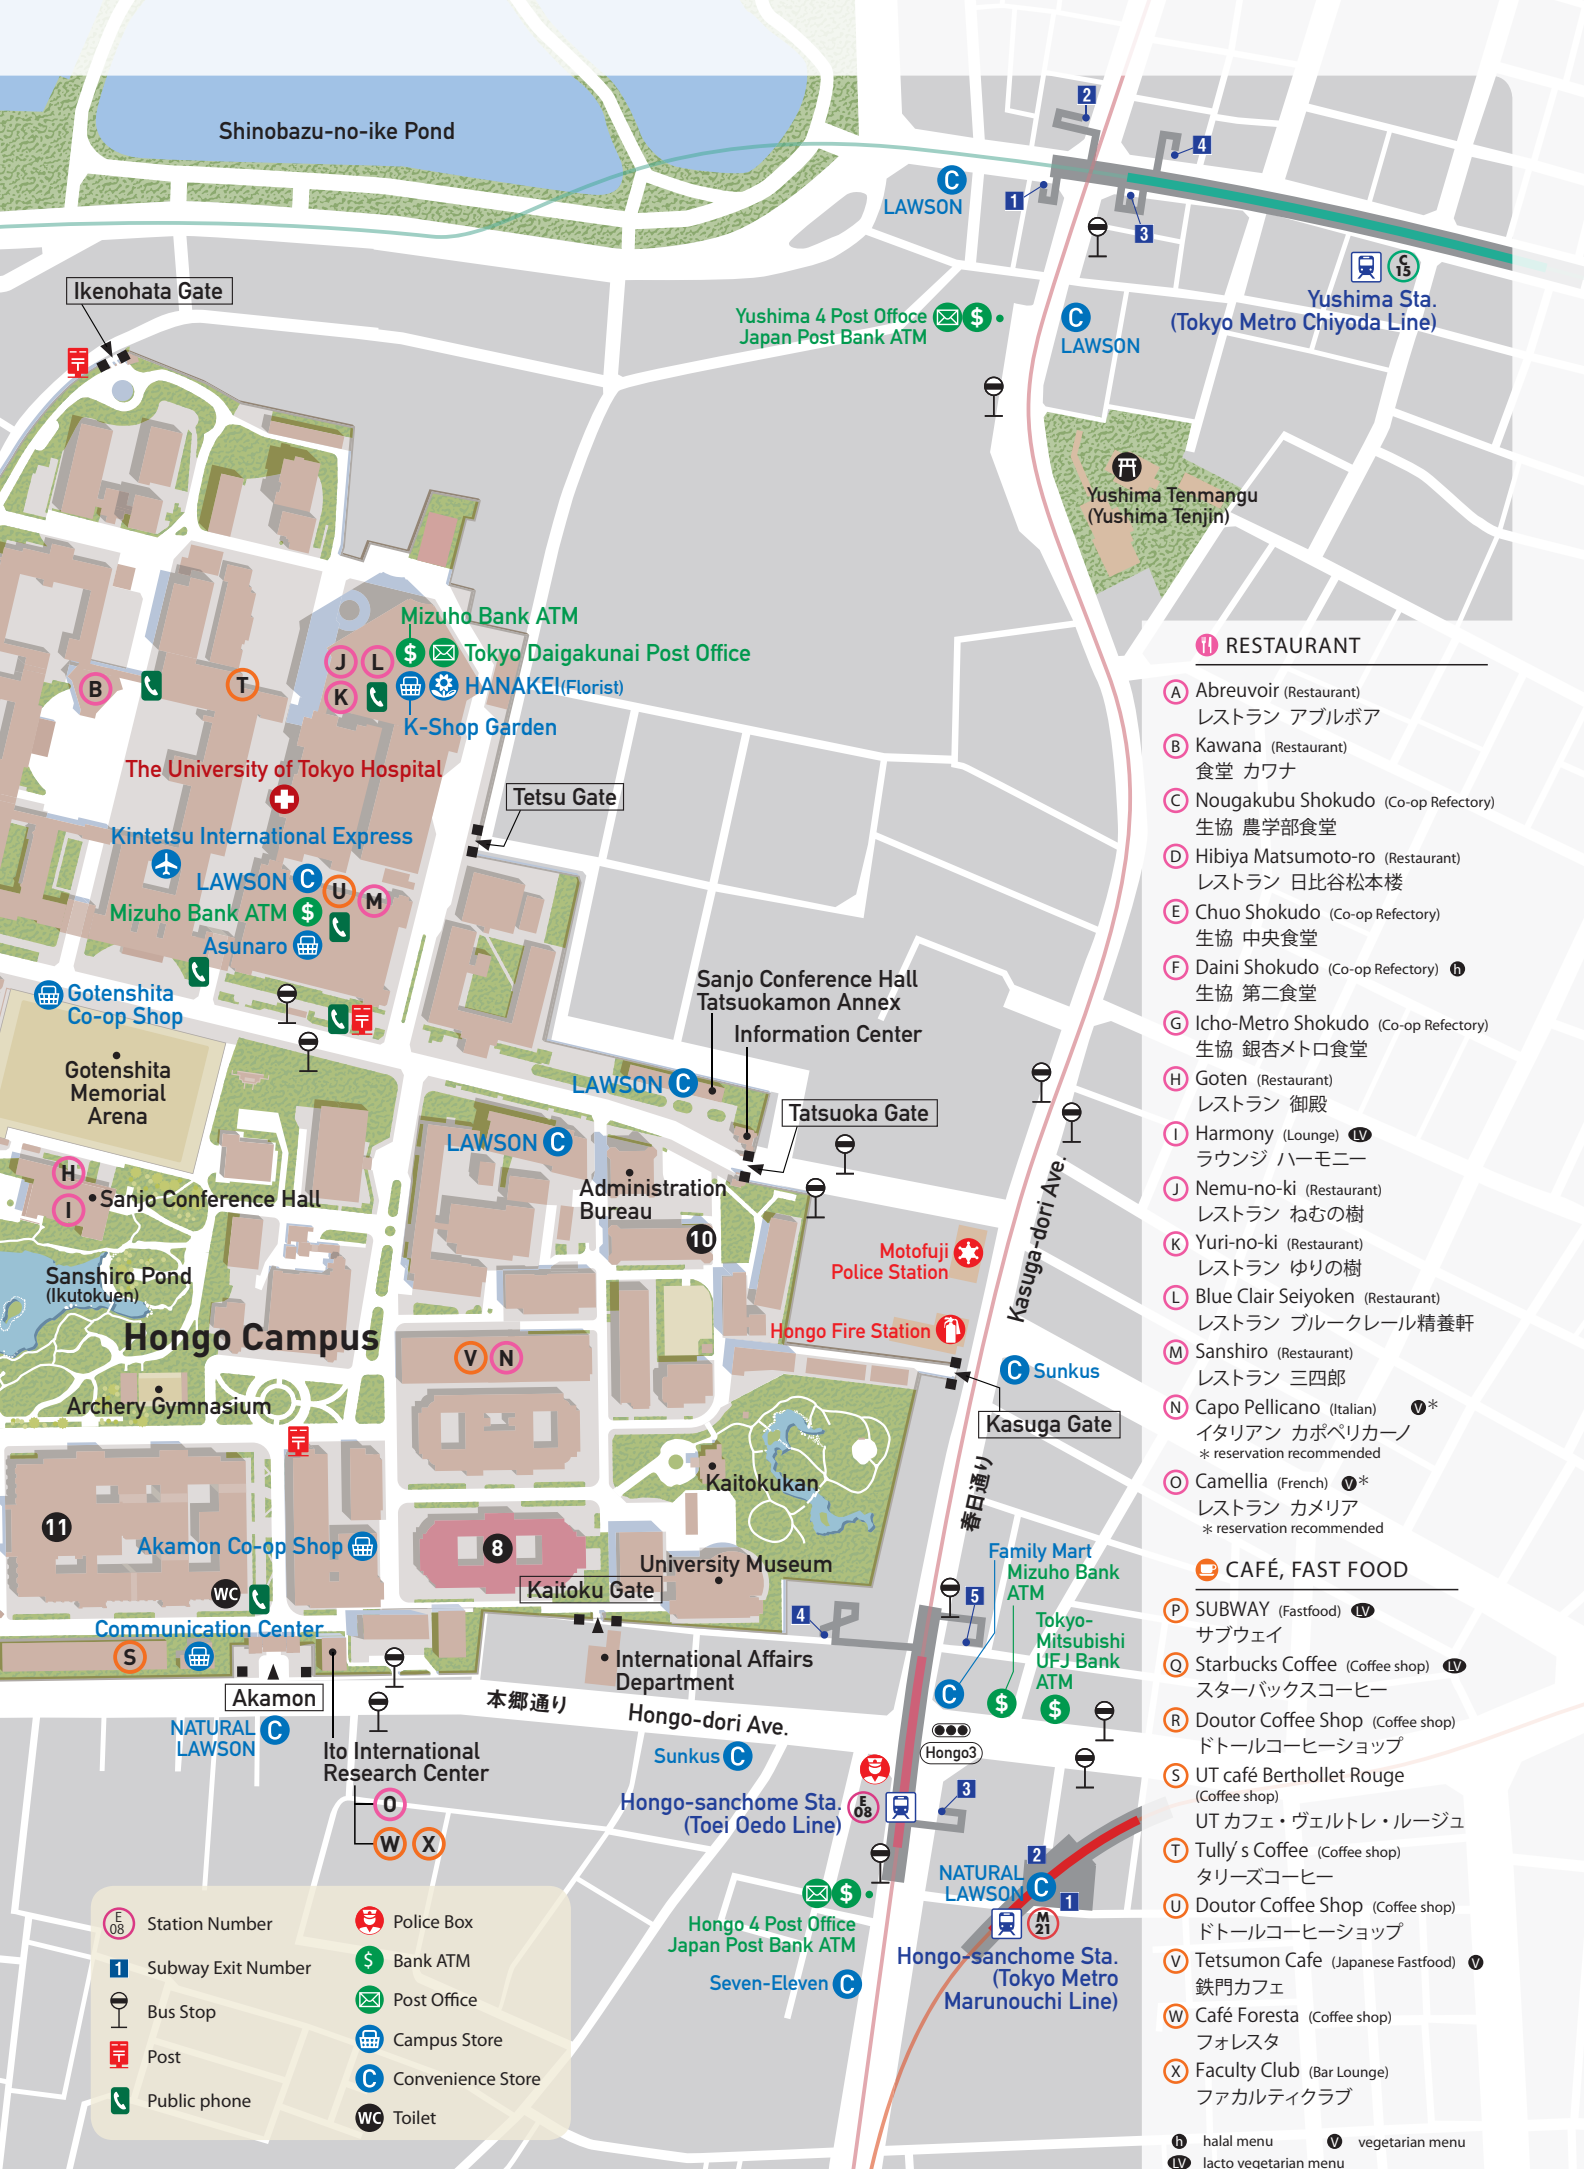 Shinobazu-no-ike Pond
2
4
C
LAWSON
1
3
C
15
Yushima Sta.
(Tokyo Metro Chiyoda Line)
Ikenohata Gate
Yushima 4 Post Offoce
Japan Post Bank ATM
$
C
LAWSON
Yushima Tenmangu
(Yushima Tenjin)
Mizuho Bank ATM
J
L
$
Tokyo Daigakunai Post Office
B
T
K
HANAKEI(Florist)
K-Shop Garden
The University of Tokyo Hospital
Tetsu Gate
Kintetsu International Express
LAWSON C
U
M
Mizuho Bank ATM $
Asunaro
Gotenshita
Co-op Shop
Gotenshita
Memorial
Arena
Sanjo Conference Hall
Tatsuokamon Annex
Information Center
LAWSON C
Tatsuoka Gate
LAWSON C
H
I
Sanjo Conference Hall
Administration
Bureau
10
Kasuga-dori Ave.
Motofuji
Police Station
Sanshiro Pond
(Ikutokuen)
Hongo Campus
Hongo Fire Station
V
N
C Sunkus
Archery Gymnasium
Kasuga Gate
Kaitokukan
春日通り
11
Akamon Co-op Shop
8
University Museum
Kaitoku Gate
Family Mart
Mizuho Bank
ATM
WC
4
5
Tokyo-
Mitsubishi
UFJ Bank
ATM
Communication Center
S
International Affairs
Department
C
$
$
Akamon
本郷通り
Hongo-dori Ave.
NATURAL
LAWSON
C
Ito International
Research Center
Sunkus C
Hongo3
O
W
X
Hongo-sanchome Sta.
(Toei Oedo Line)
E
08
3
2
NATURAL
LAWSON
C
1
$
Hongo 4 Post Office
Japan Post Bank ATM
M
21
Hongo-sanchome Sta.
(Tokyo Metro
Marunouchi Line)
Seven-Eleven C
E
08
Station Number
1 Subway Exit Number
Bus Stop
Post
Public phone
Police Box
$ Bank ATM
Post Office
Campus Store
C Convenience Store
WC Toilet
RESTAURANT
A Abreuvoir (Restaurant)
レストラン アブルボア
B Kawana (Restaurant)
食堂 カワナ
C Nougakubu Shokudo (Co-op Refectory)
生協 農学部食堂
D Hibiya Matsumoto-ro (Restaurant)
レストラン 日比谷松本楼
E Chuo Shokudo (Co-op Refectory)
生協 中央食堂
F Daini Shokudo (Co-op Refectory) h
生協 第二食堂
G Icho-Metro Shokudo (Co-op Refectory)
生協 銀杏メトロ食堂
H Goten (Restaurant)
レストラン 御殿
I Harmony (Lounge) LV
ラウンジ ハーモニー
J Nemu-no-ki (Restaurant)
レストラン ねむの樹
K Yuri-no-ki (Restaurant)
レストラン ゆりの樹
L Blue Clair Seiyoken (Restaurant)
レストラン ブルークレール精養軒
M Sanshiro (Restaurant)
レストラン 三四郎
N Capo Pellicano (Italian) V*
イタリアン カポペリカーノ
* reservation recommended
O Camellia (French) V*
レストラン カメリア
* reservation recommended
CAFÉ, FAST FOOD
P SUBWAY (Fastfood) LV
サブウェイ
Q Starbucks Coffee (Coffee shop) LV
スターバックスコーヒー
R Doutor Coffee Shop (Coffee shop)
ドトールコーヒーショップ
S UT café Berthollet Rouge
(Coffee shop)
UT カフェ・ヴェルトレ・ルージュ
T Tully's Coffee (Coffee shop)
タリーズコーヒー
U Doutor Coffee Shop (Coffee shop)
ドトールコーヒーショップ
V Tetsumon Cafe (Japanese Fastfood) V
鉄門カフェ
W Café Foresta (Coffee shop)
フォレスタ
X Faculty Club (Bar Lounge)
ファカルティクラブ
h halal menu V vegetarian menu
LV lacto vegetarian menu